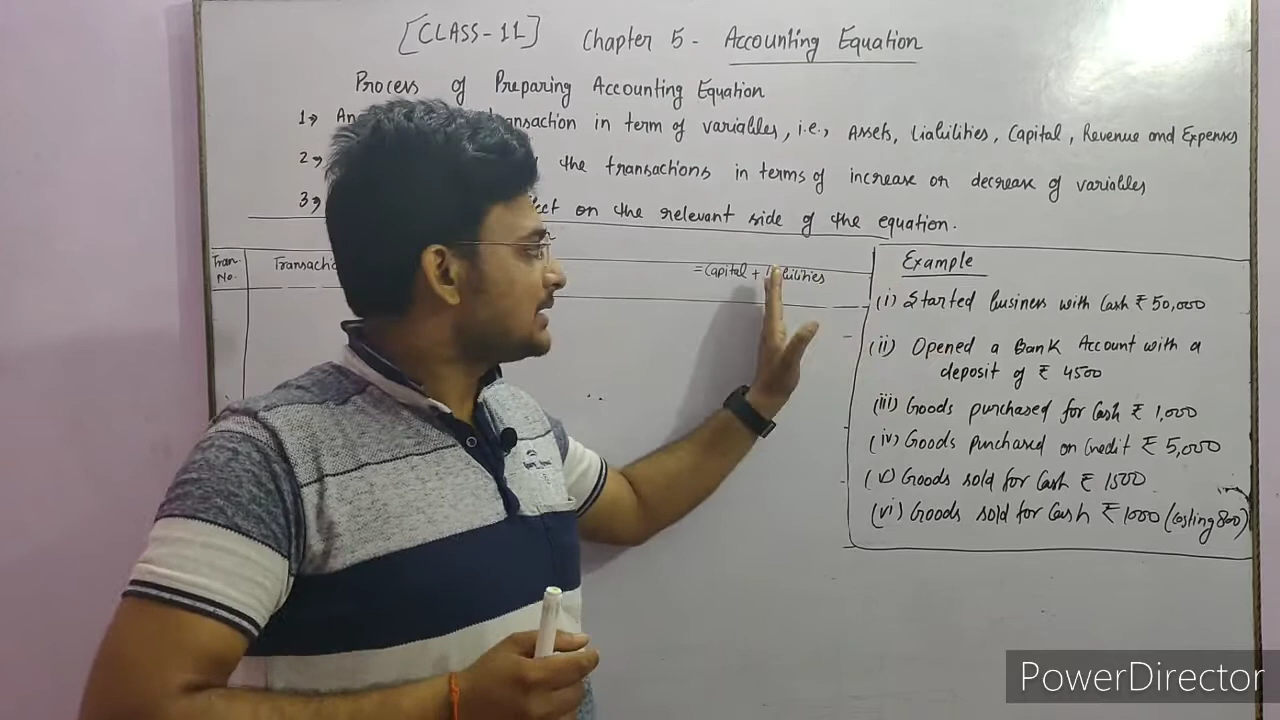 [CLASS-11] Chapter 5 - Accounting Equation
Process of Preparing Accounting Equation
1⇒ An ansaction in term of variables, i.e., Assets, Liabilities, Capital, Revenue and Expenses
2⇒ the transactions in terms of increase or decrease of variables
3⇒ ect on the relevant side of the equation.
Tran. No. Transactio = Capital + Liabilities
Example
(i) Started business with Cash ₹ 50,000
(ii) Opened a Bank Account with a
deposit of ₹ 4500
(iii) Goods purchased for Cash ₹ 1,000
(iv) Goods purchased on Credit ₹ 5,000
(v) Goods sold for Cash ₹ 1500
(vi) Goods sold for Cash ₹ 1000 (Costing 800)
PowerDirector